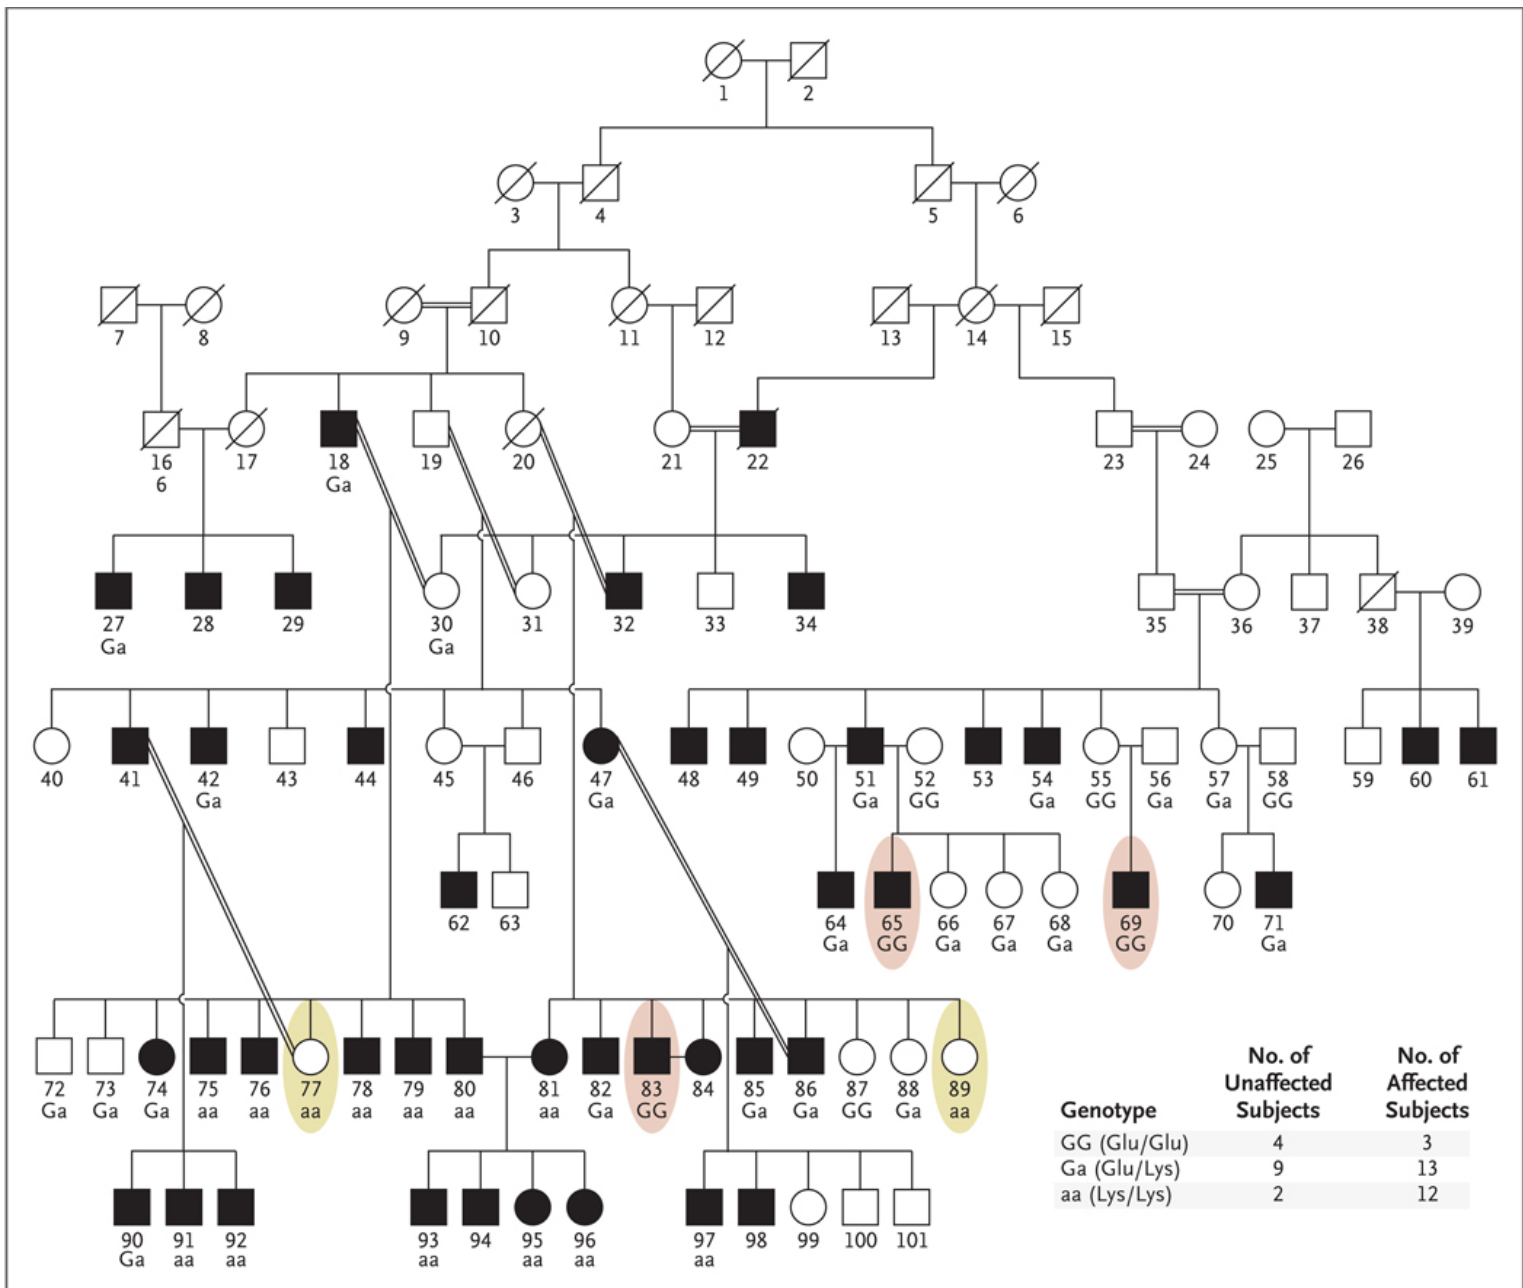 1 2
3 4 5 6
7 8 9 10 11 12 13 14 15
16 17 18 19 20 21 22 23 24 25 26
6 Ga
27 28 29 30 31 32 33 34 35 36 37 38 39
Ga Ga
40 41 42 43 44 45 46 47 48 49 50 51 52 53 54 55 56 57 58 59 60 61
Ga Ga Ga GG Ga GG Ga Ga GG
62 63 64 65 66 67 68 69 70 71
Ga GG Ga Ga Ga GG Ga
72 73 74 75 76 77 78 79 80 81 82 83 84 85 86 87 88 89
Ga Ga Ga aa aa aa aa aa aa aa Ga GG Ga Ga GG Ga aa
90 91 92 93 94 95 96 97 98 99 100 101
Ga aa aa aa aa aa aa
No. of No. of
Unaffected Affected
Genotype Subjects Subjects
GG (Glu/Glu) 4 3
Ga (Glu/Lys) 9 13
aa (Lys/Lys) 2 12